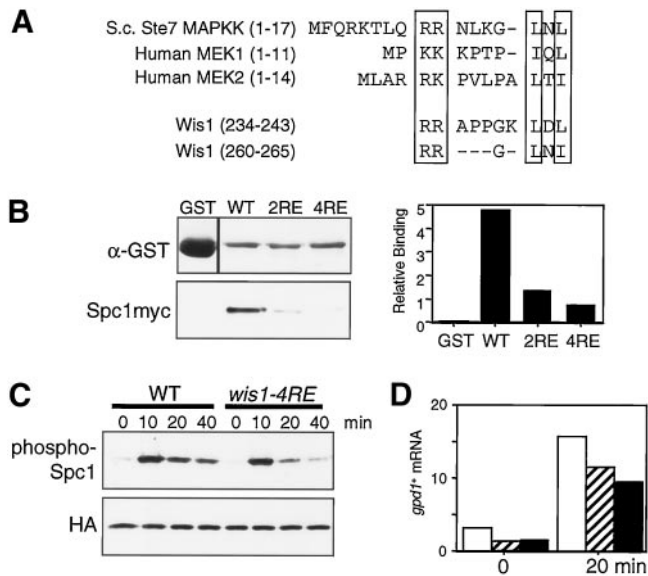 A
S.c. Ste7 MAPKK (1-17) MFQRKTLQ RR NLKG- LNL
Human MEK1 (1-11) MP KK KPTP- IQL
Human MEK2 (1-14) MLAR RK PVLPA LTI
Wis1 (234-243) RR APPGK LDL
Wis1 (260-265) RR ---G- LNI
B
GST WT 2RE 4RE
α-GST
Spc1myc
Relative Binding
5
4
3
2
1
0
GST WT 2RE 4RE
C
WT wis1-4RE
0 10 20 40 0 10 20 40 min
phospho-
Spc1
HA
D
gpd1+ mRNA
20
10
0
0 20 min